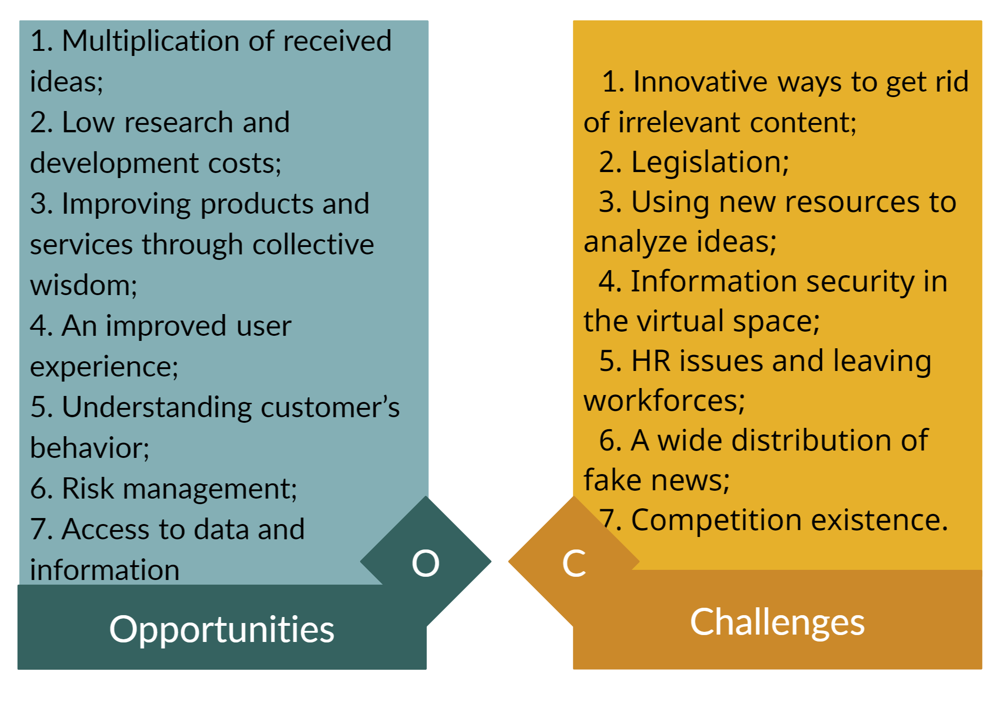 1. Multiplication of received
ideas;
2. Low research and
development costs;
3. Improving products and
services through collective
wisdom;
4. An improved user
experience;
5. Understanding customer’s
behavior;
6. Risk management;
7. Access to data and
information
O
Opportunities
1. Innovative ways to get rid
of irrelevant content;
2. Legislation;
3. Using new resources to
analyze ideas;
4. Information security in
the virtual space;
5. HR issues and leaving
workforces;
6. A wide distribution of
fake news;
7. Competition existence.
C
Challenges